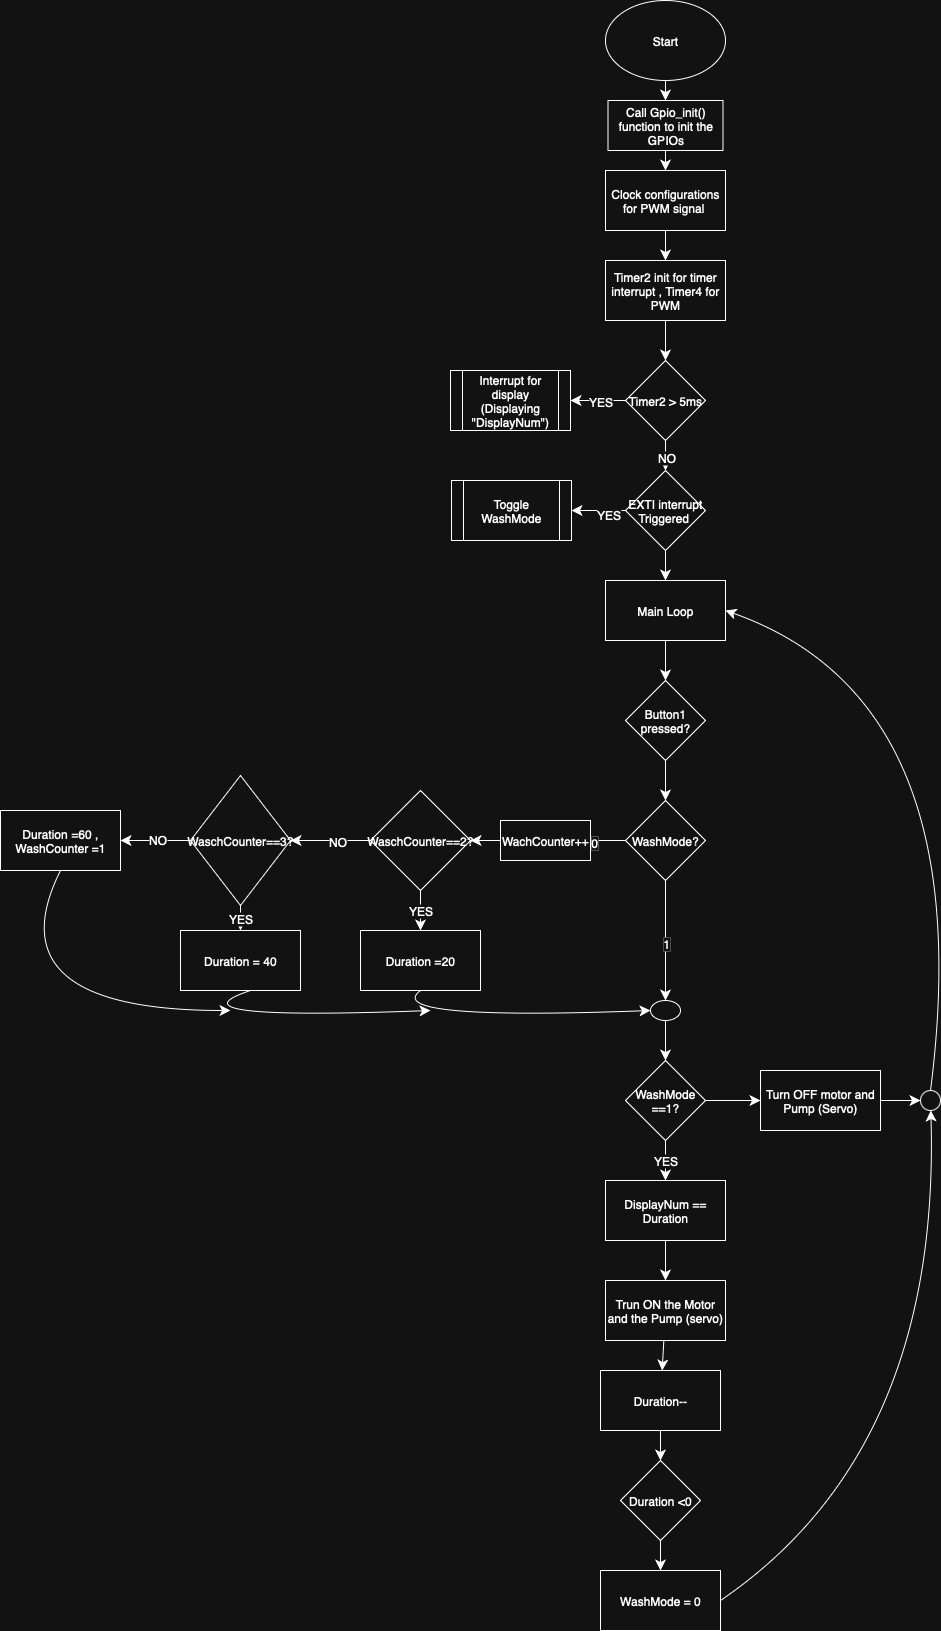 Start
Call Gpio_init()
function to init the
GPIOs
Clock configurations
for PWM signal
Timer2 init for timer
interrupt , Timer4 for
PWM
Interrupt for
display
(Displaying
"DisplayNum")
YES
Timer2 > 5ms
NO
Toggle
WashMode
YES
EXTI interrupt
Triggered
Main Loop
Button1
pressed?
Duration =60 ,
WashCounter =1
NO
WaschCounter==3?
NO
WaschCounter==2?
WachCounter++
0
WashMode?
YES
YES
1
Duration = 40
Duration =20
WashMode
==1?
Turn OFF motor and
Pump (Servo)
YES
DisplayNum ==
Duration
Trun ON the Motor
and the Pump (servo)
Duration--
Duration <0
WashMode = 0